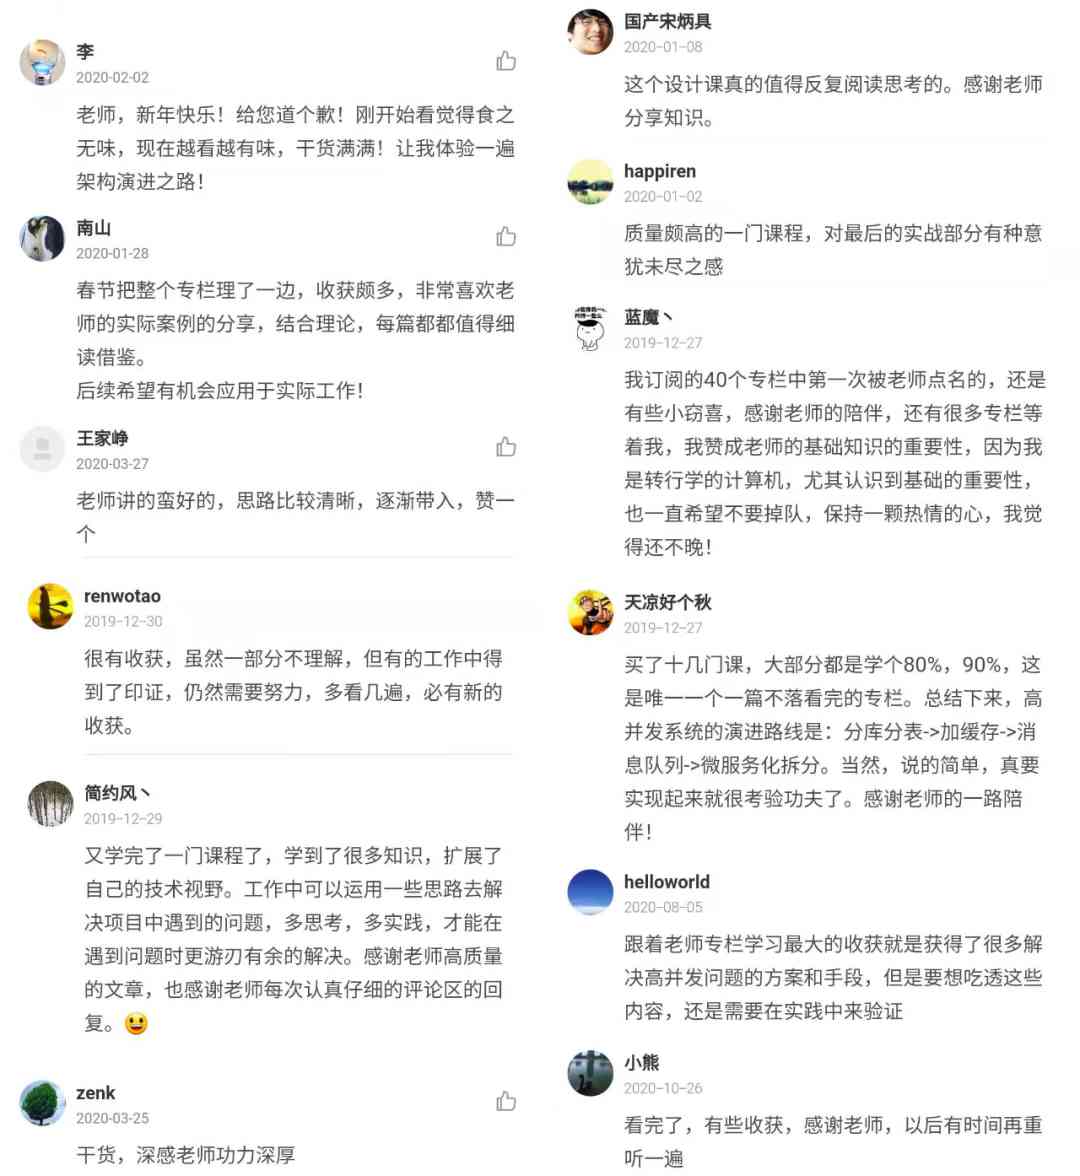 李
2020-02-02
老师，新年快乐！给您道个歉！刚开始看觉得食之
无味，现在越看越有味，干货满满！让我体验一遍
架构演进之路！
南山
2020-01-28
春节把整个专栏理了一边，收获颇多，非常喜欢老
师的实际案例的分享，结合理论，每篇都都值得细
读借鉴。
后续希望有机会应用于实际工作！
王家峥
2020-03-27
老师讲的蛮好的，思路比较清晰，逐渐带入，赞一
个
renwotao
2019-12-30
很有收获，虽然一部分不理解，但有的工作中得
到了印证，仍然需要努力，多看几遍，必有新的
收获。
简约风丶
2019-12-29
又学完了一门课程了，学到了很多知识，扩展了
自己的技术视野。工作中可以运用一些思路去解
决项目中遇到的问题，多思考，多实践，才能在
遇到问题时更游刃有余的解决。感谢老师高质量
的文章，也感谢老师每次认真仔细的评论区的回
复。😃
zenk
2020-03-25
干货，深感老师功力深厚
国产宋炳具
2020-01-08
这个设计课真的值得反复阅读思考的。感谢老师
分享知识。
happiren
2020-01-02
质量颇高的一门课程，对最后的实战部分有种意
犹未尽之感
蓝魔丶
2019-12-27
我订阅的40个专栏中第一次被老师点名的，还是
有些小窃喜，感谢老师的陪伴，还有很多专栏等
着我，我赞成老师的基础知识的重要性，因为我
是转行学的计算机，尤其认识到基础的重要性，
也一直希望不要掉队，保持一颗热情的心，我觉
得还不晚！
天凉好个秋
2019-12-27
买了十几门课，大部分都是学个80%，90%，这
是唯一一个一篇不落看完的专栏。总结下来，高
并发系统的演进路线是：分库分表->加缓存->消
息队列->微服务化拆分。当然，说的简单，真要
实现起来就很考验功夫了。感谢老师的一路陪
伴！
helloworld
2020-08-05
跟着老师专栏学习最大的收获就是获得了很多解
决高并发问题的方案和手段，但是要想吃透这些
内容，还是需要在实践中来验证
小熊
2020-10-26
看完了，有些收获，感谢老师，以后有时间再重
听一遍